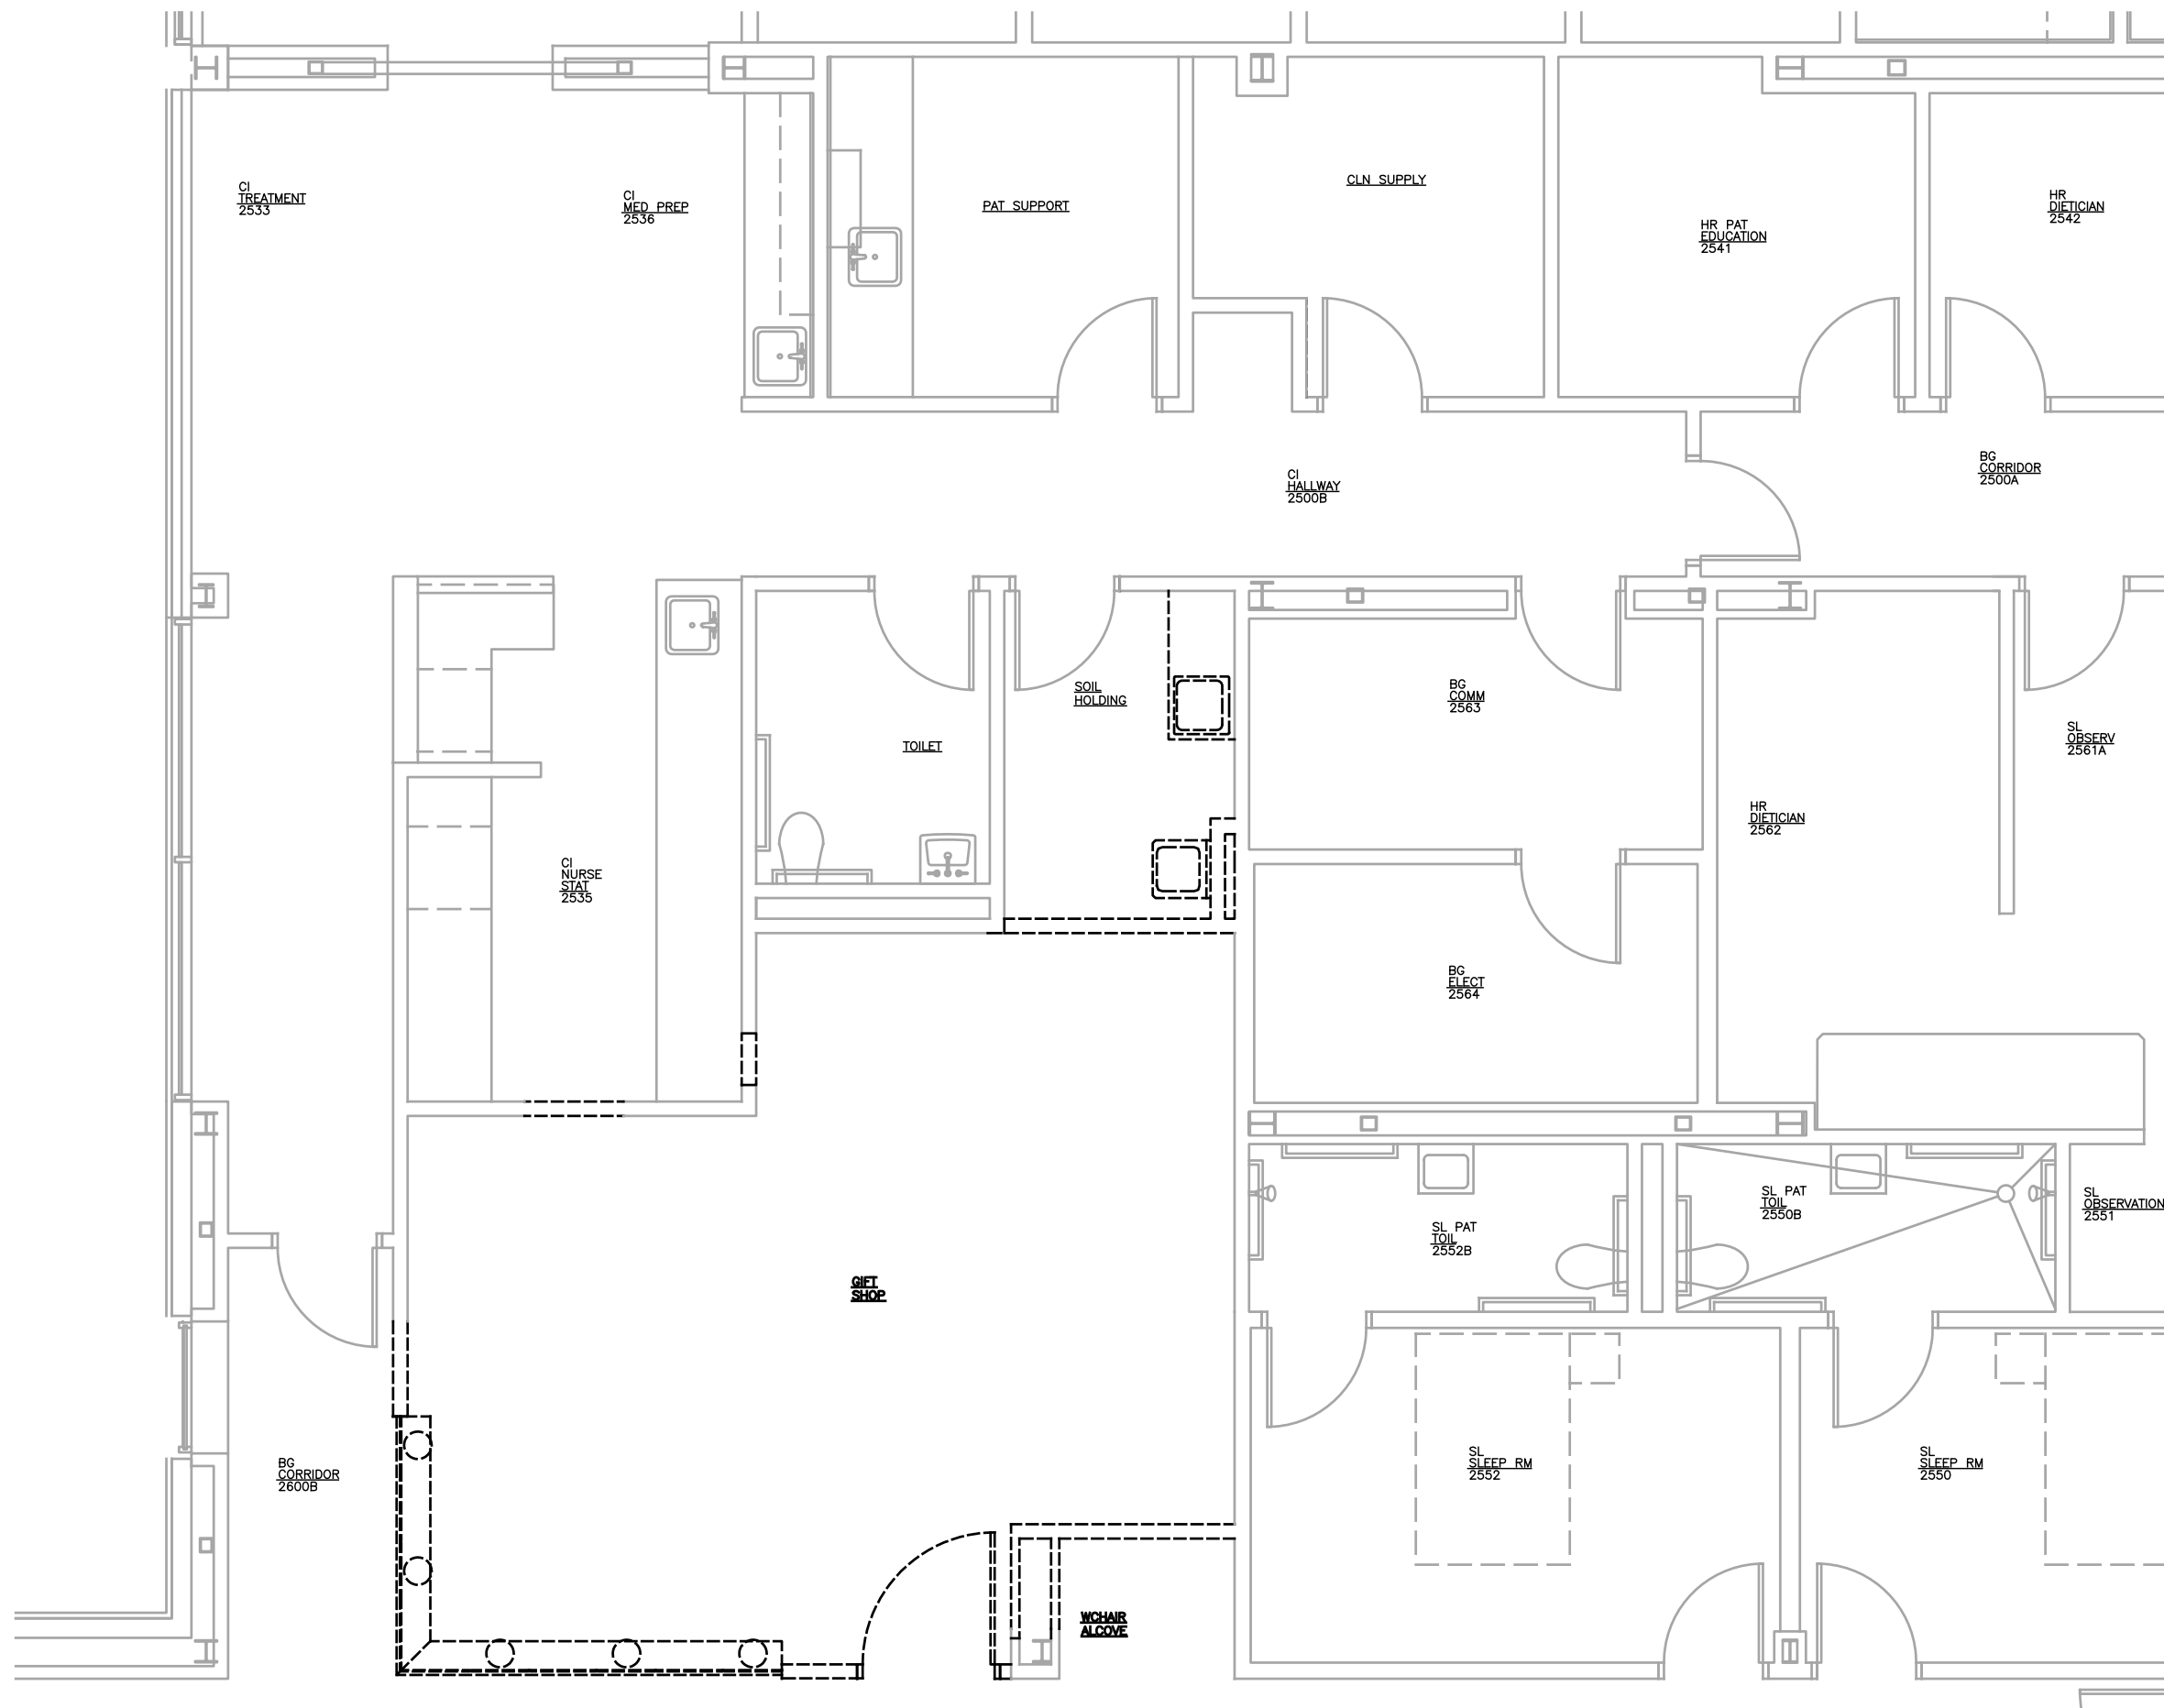 CI
TREATMENT
2533
CI
MED PREP
2536
PAT SUPPORT
CLN SUPPLY
HR PAT
EDUCATION
2541
HR
DIETICIAN
2542
CI
HALLWAY
2500B
BG
CORRIDOR
2500A
SOIL
HOLDING
TOILET
BG
COMM
2563
SL
OBSERV
2561A
HR
DIETICIAN
2562
CI
NURSE
STAT
2535
BG
ELECT
2564
SL PAT
TOIL
2552B
SL PAT
TOIL
2550B
SL
OBSERVATION
2551
GIFT
SHOP
BG
CORRIDOR
2600B
SL
SLEEP RM
2552
SL
SLEEP RM
2550
WCHAIR
ALCOVE